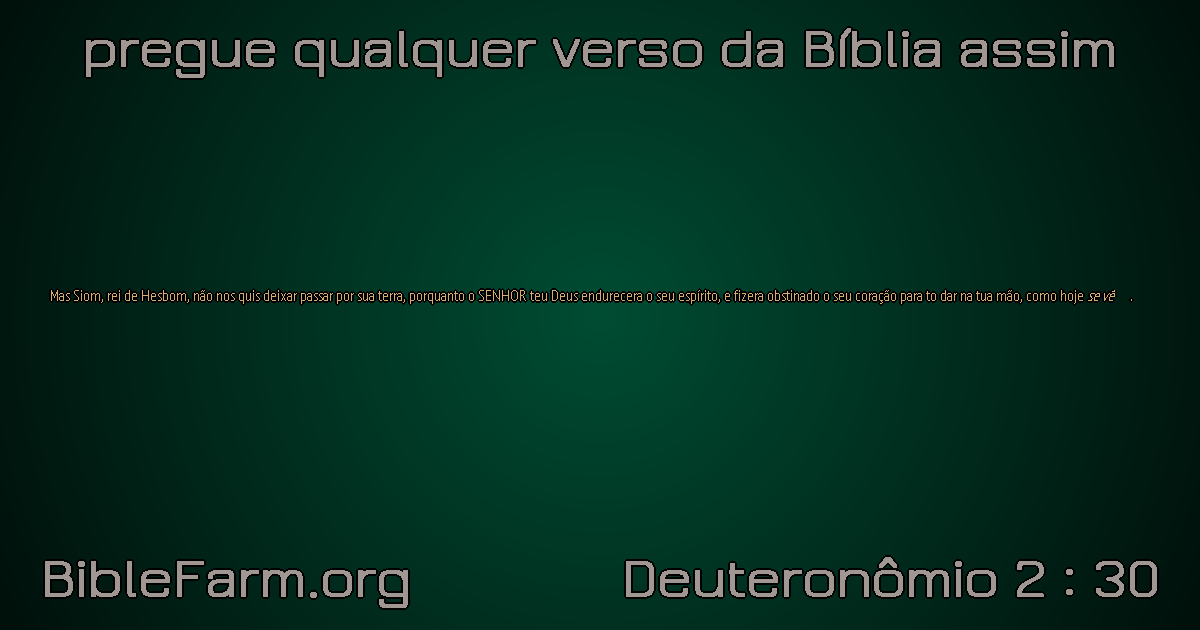 pregue qualquer verso da Bíblia assim
Mas Siom, rei de Hesbom, não nos quis deixar passar por sua terra, porquanto o SENHOR teu Deus endurecera o seu espírito, e fizera obstinado o seu coração para to dar na tua mão, como hoje se vê .
BibleFarm.org
Deuteronômio 2 : 30